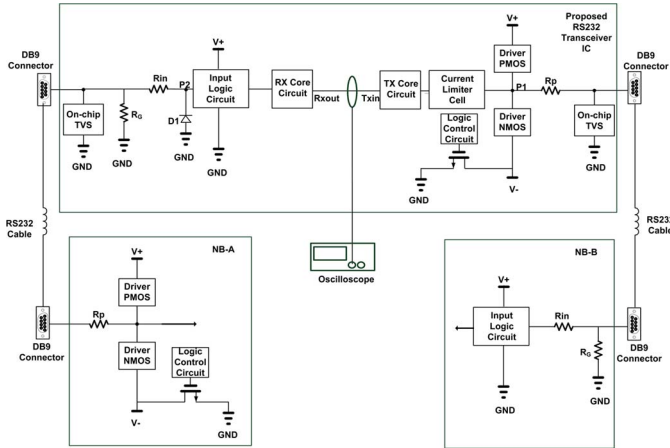 Proposed
RS232
Transceiver
IC
DB9
Connector
V+
Rin
P2
Input
Logic
Circuit
RX Core
Circuit
Rxout
Txin
TX Core
Circuit
Current
Limiter
Cell
V+
Driver
PMOS
P1
Rp
Driver
NMOS
DB9
Connector
On-chip
TVS
GND
RG
GND
D1
GND
GND
Logic
Control
Circuit
GND
V-
On-chip
TVS
GND
RS232
Cable
RS232
Cable
Oscilloscope
NB-A
V+
Driver
PMOS
Rp
Driver
NMOS
Logic
Control
Circuit
V-
GND
DB9
Connector
NB-B
V+
Input
Logic
Circuit
Rin
RG
GND
GND
DB9
Connector